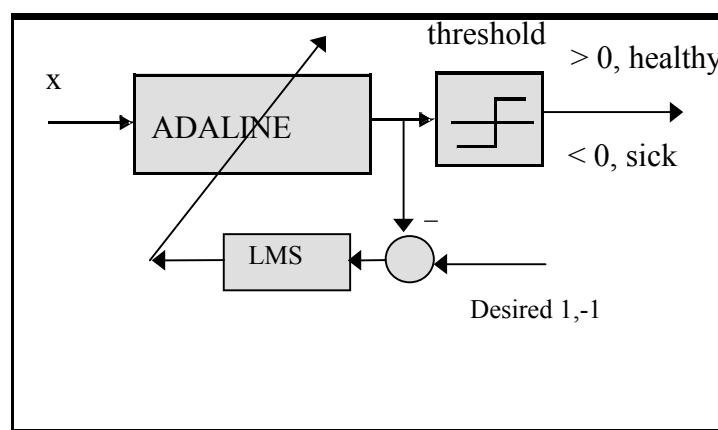 threshold
> 0, healthy
x
ADALINE
< 0, sick
–
LMS
Desired 1,-1